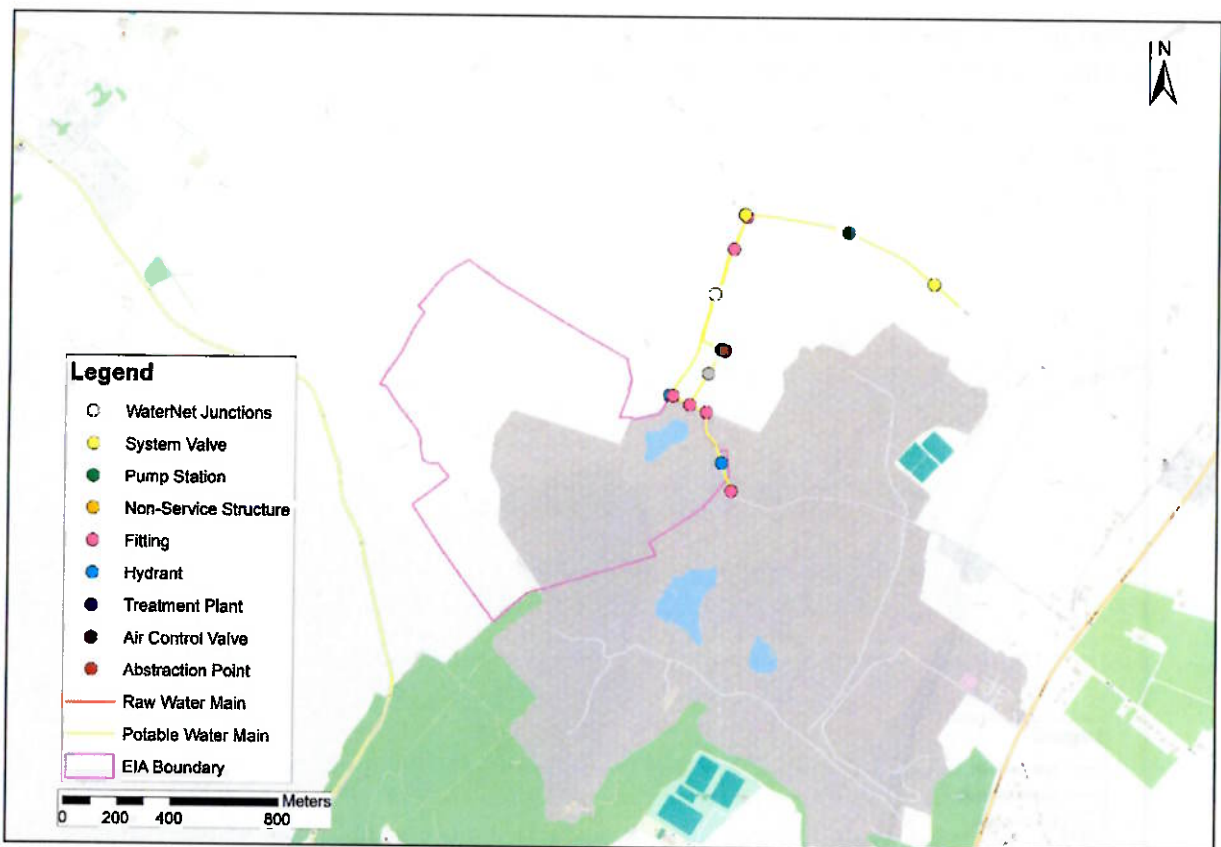 N
Legend
WaterNet Junctions
System Valve
Pump Station
Non-Service Structure
Fitting
Hydrant
Treatment Plant
Air Control Valve
Abstraction Point
Raw Water Main
Potable Water Main
EIA Boundary
Meters
0 200 400 800